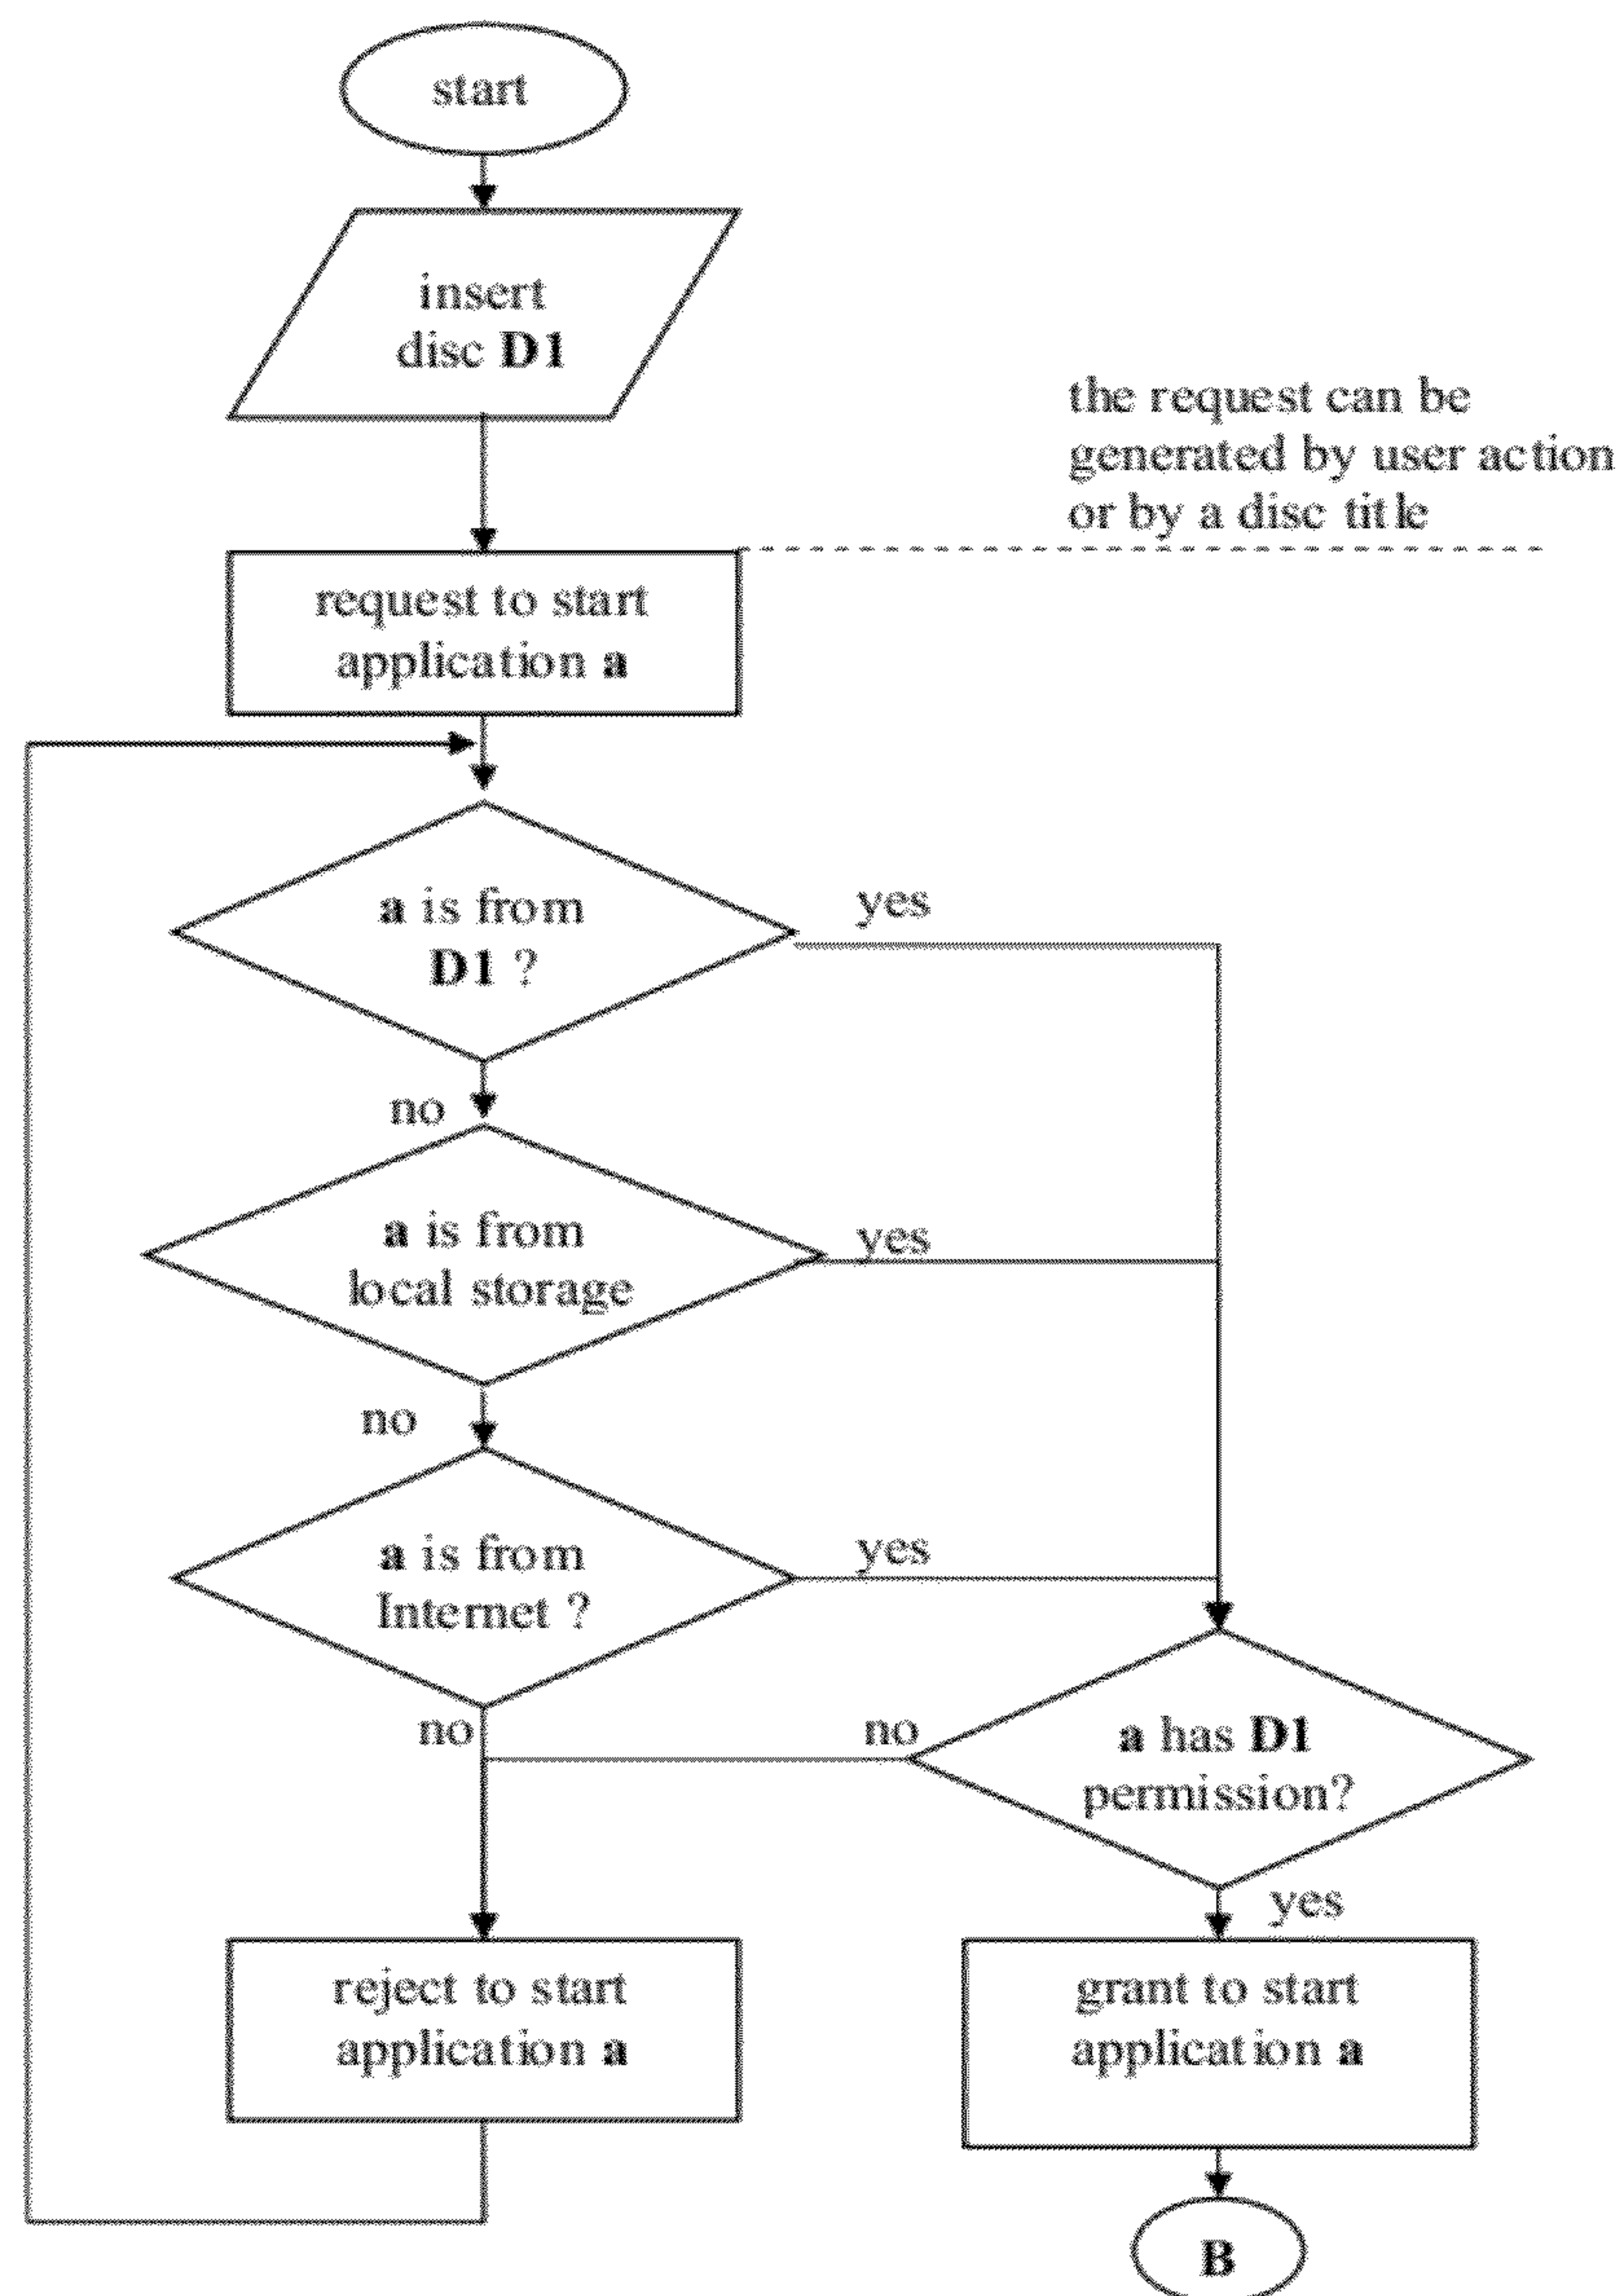 start
insert
disc D1
the request can be
generated by user action
or by a disc title
request to start
application a
a is from
D1 ?
yes
no
a is from
local storage
yes
no
a is from
Internet ?
yes
no
no
a has D1
permission?
yes
reject to start
application a
grant to start
application a
B